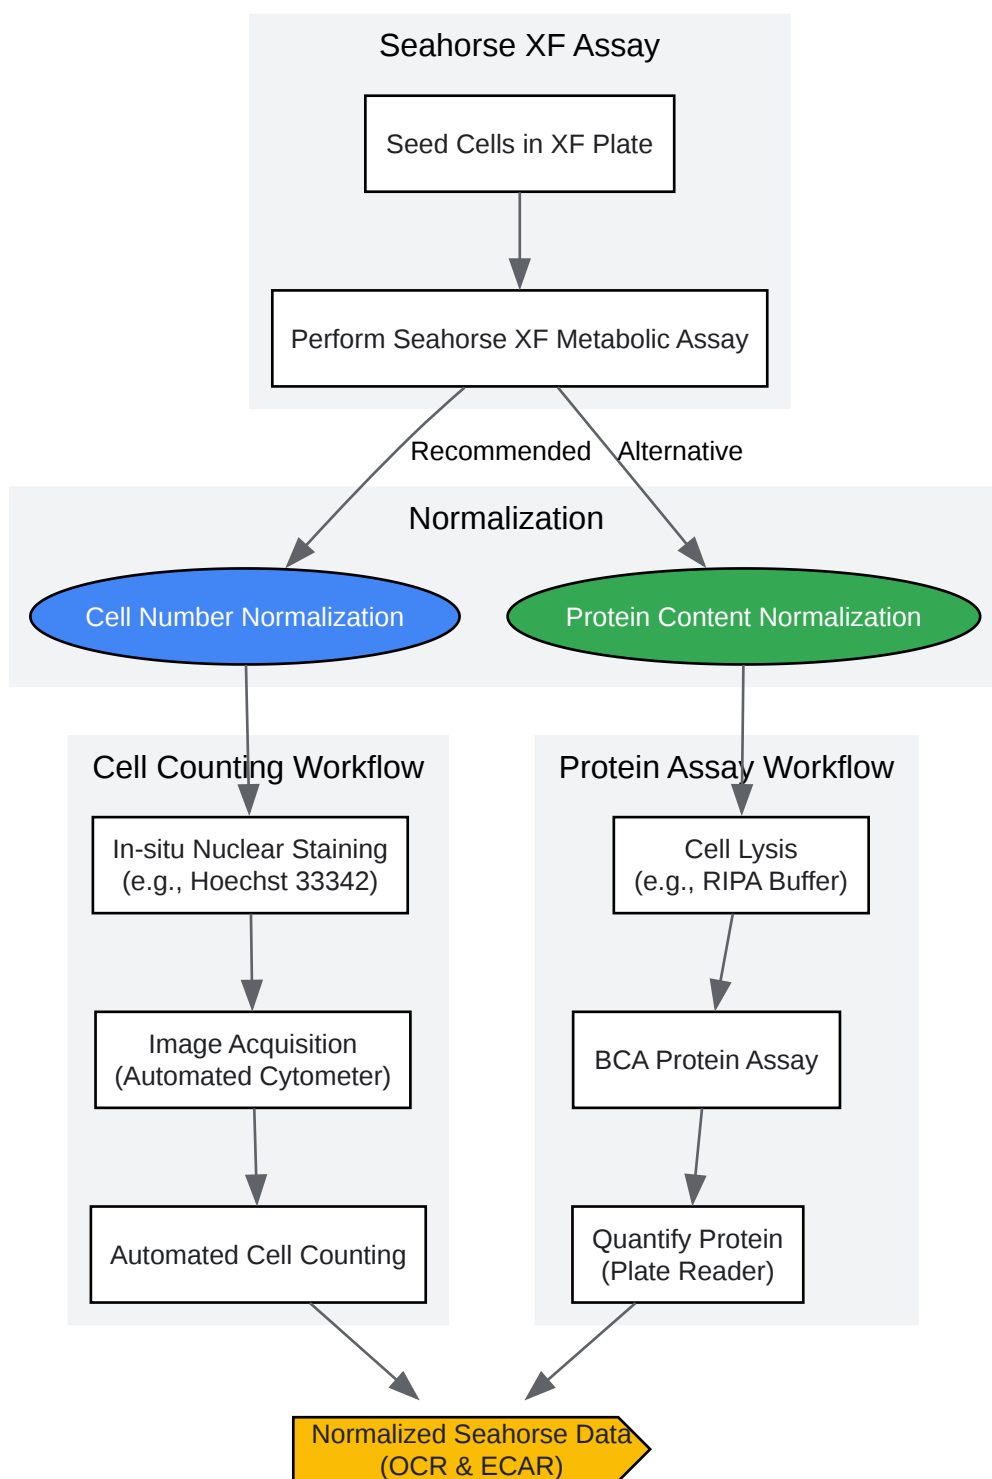 Seahorse XF Assay
Seed Cells in XF Plate
Perform Seahorse XF Metabolic Assay
Recommended
Alternative
Normalization
Cell Number Normalization
Protein Content Normalization
Cell Counting Workflow
In-situ Nuclear Staining
(e.g., Hoechst 33342)
Image Acquisition
(Automated Cytometer)
Automated Cell Counting
Protein Assay Workflow
Cell Lysis
(e.g., RIPA Buffer)
BCA Protein Assay
Quantify Protein
(Plate Reader)
Normalized Seahorse Data
(OCR & ECAR)